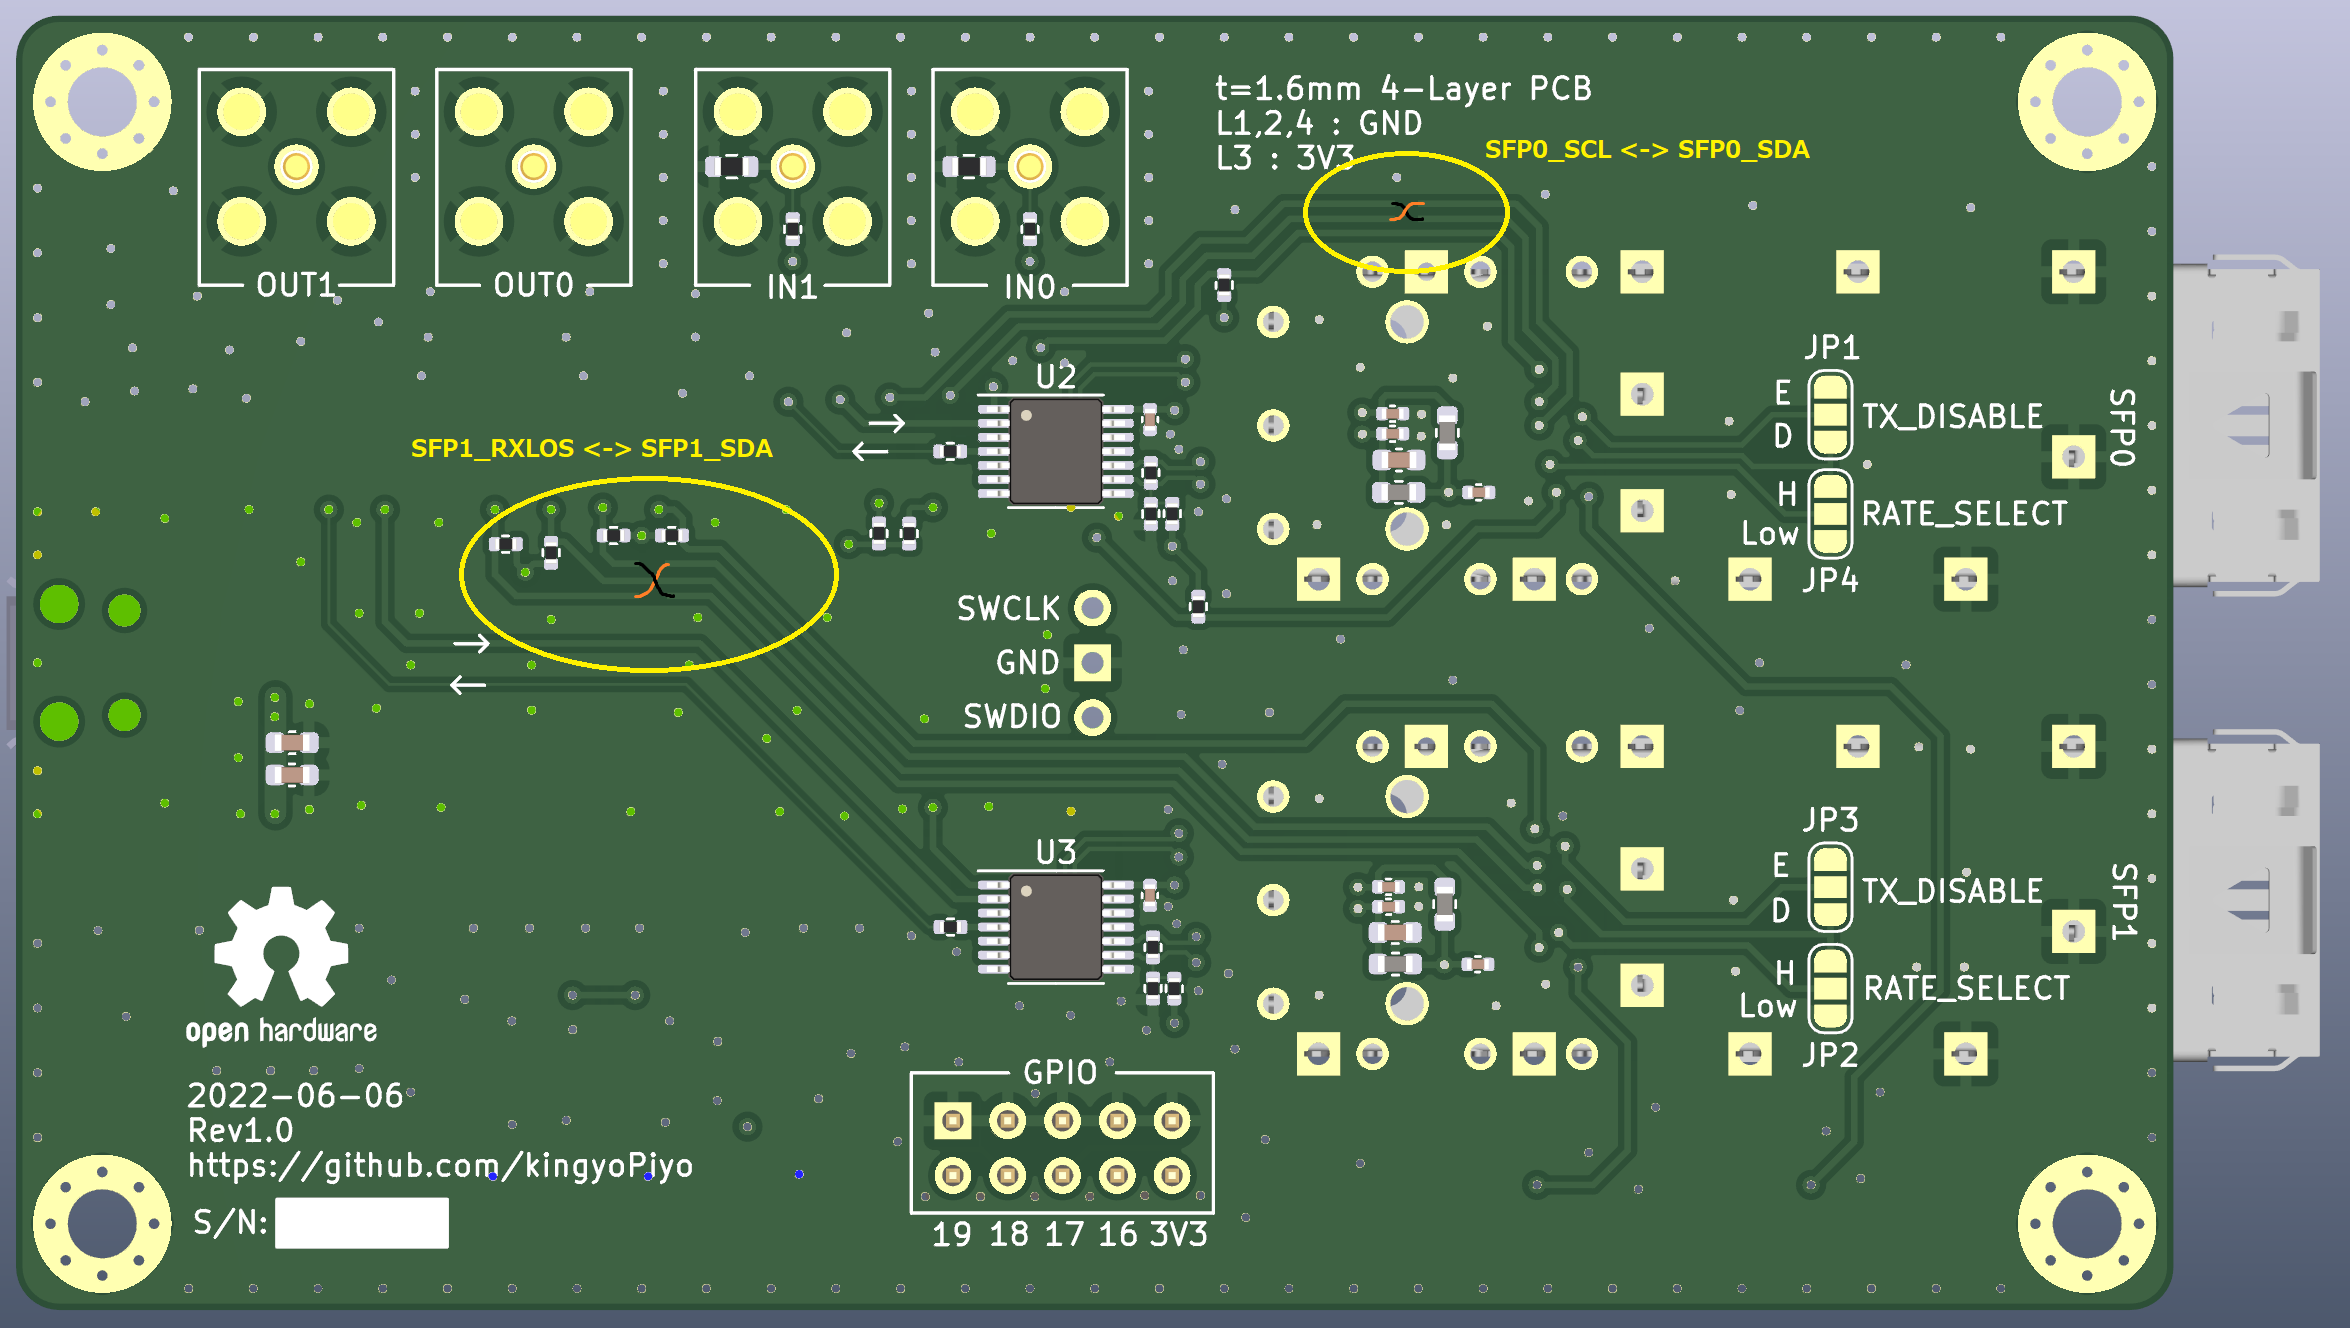 t=1.6mm 4-Layer PCB
L1,2,4 : GND
L3 : 3V3
SFP0_SCL <-> SFP0_SDA
OUT1
OUT0
IN1
IN0
JP1
U2
E
TX_DISABLE
D
SFP0
SFP1_RXLOS <-> SFP1_SDA
H
RATE_SELECT
Low
JP4
SWCLK
GND
SWDIO
JP3
U3
E
TX_DISABLE
D
SFP1
H
RATE_SELECT
Low
JP2
open hardware
GPIO
2022-06-06
Rev1.0
https://github.com/kingyoPiyo
S/N:
19 18 17 16 3V3